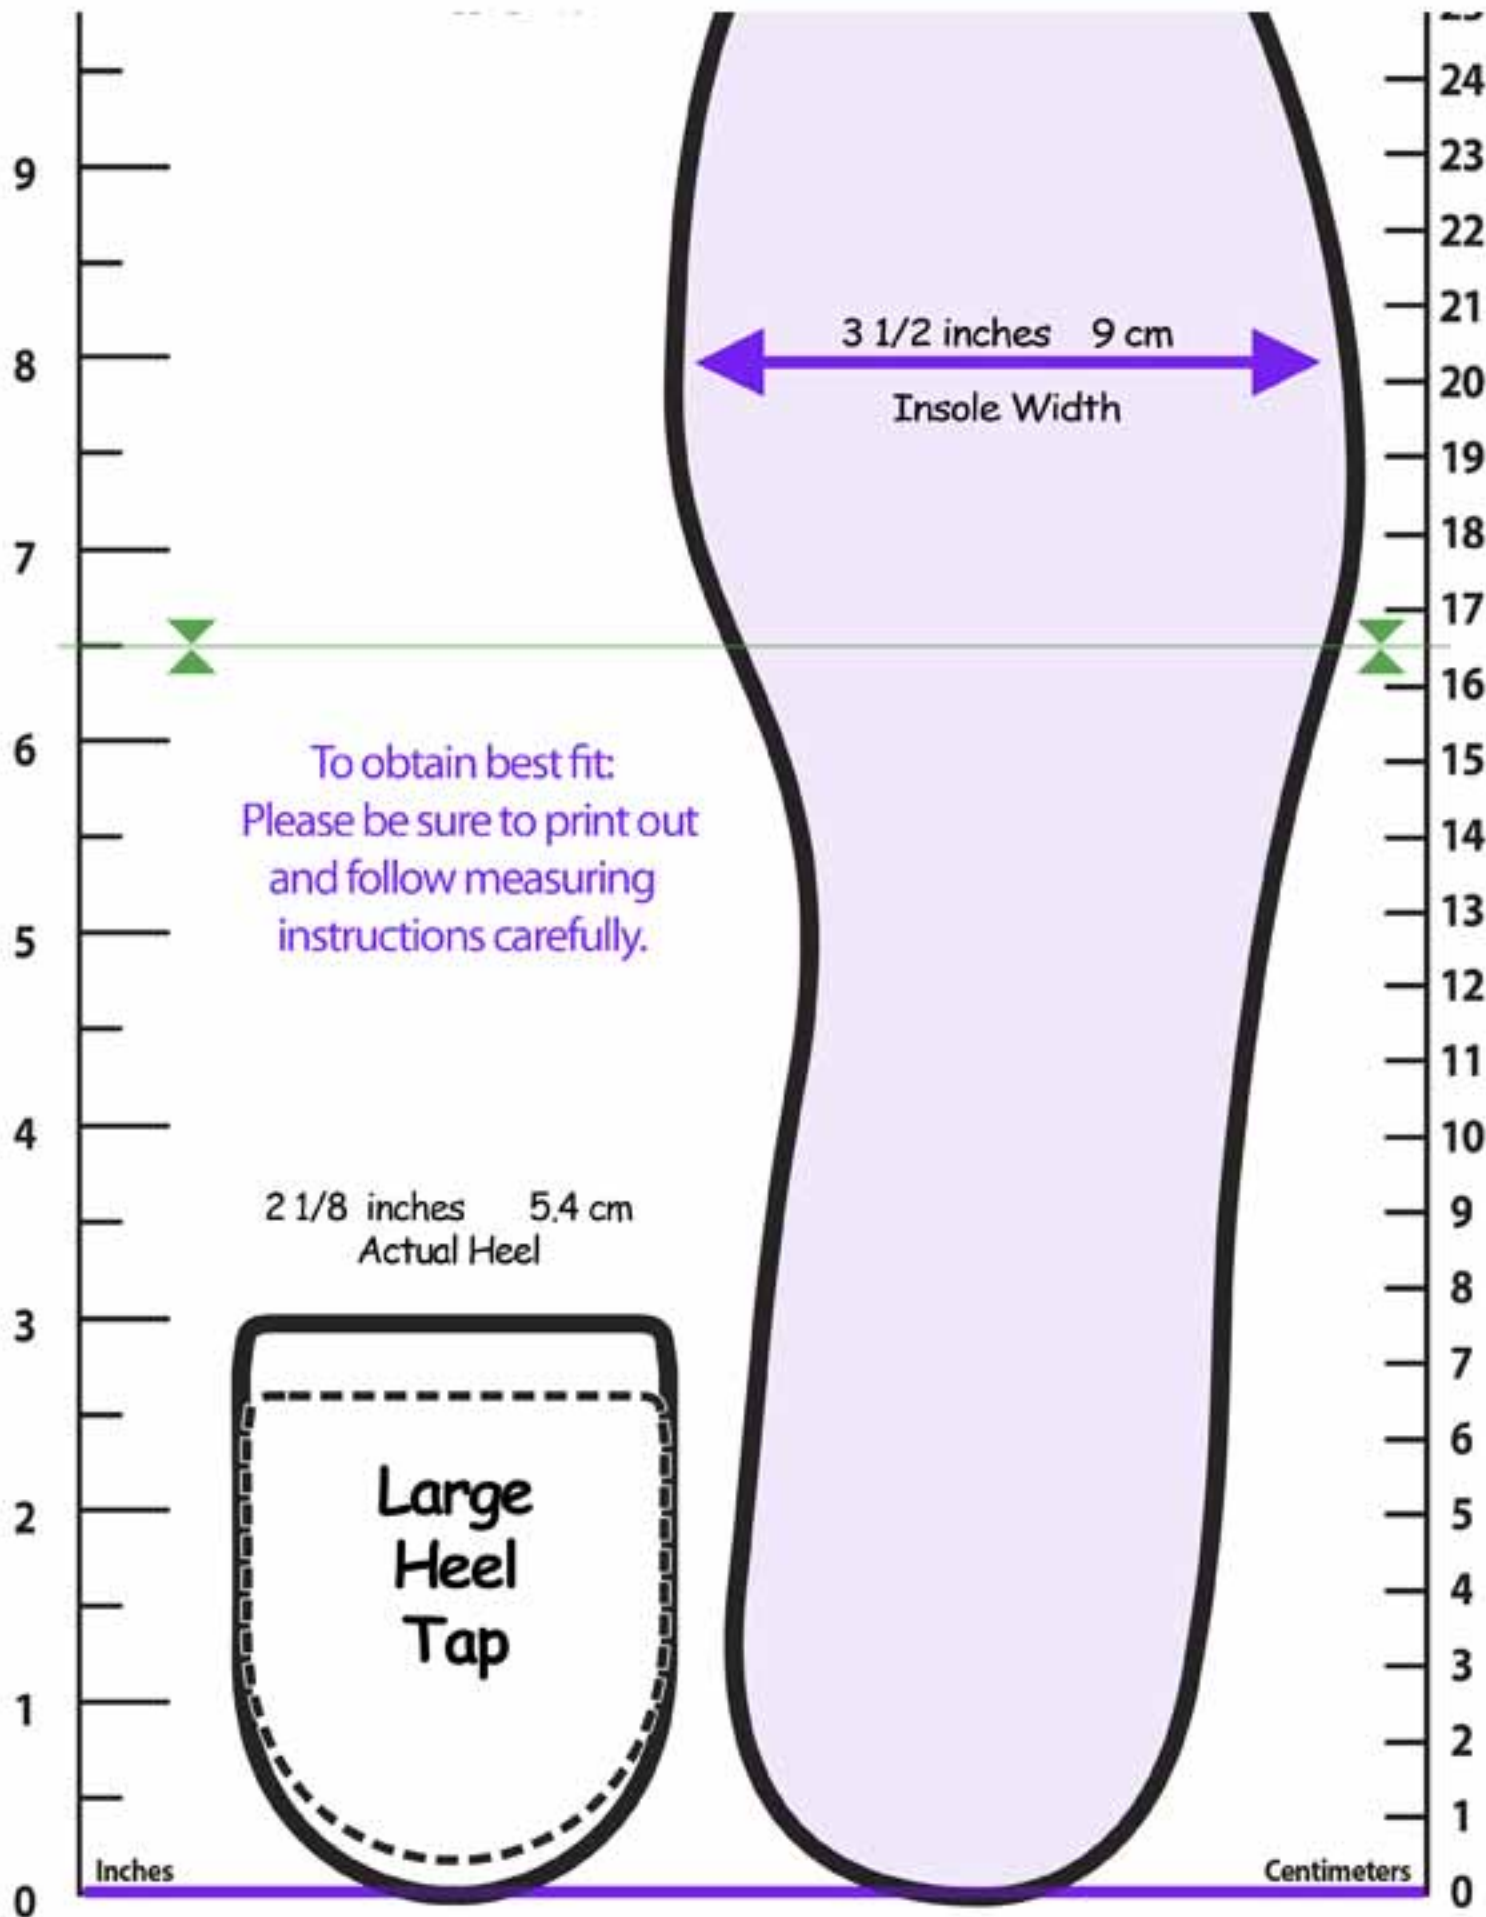 24
9
23
22
21
3 1/2 inches 9 cm
8
20
Insole Width
19
18
7
17
16
6
To obtain best fit:
15
Please be sure to print out
14
and follow measuring
13
5
instructions carefully.
12
11
4
10
2 1/8 inches 5.4 cm
9
Actual Heel
8
3
7
6
Large
2
5
Heel
4
Tap
3
1
2
1
Inches
Centimeters
0
0